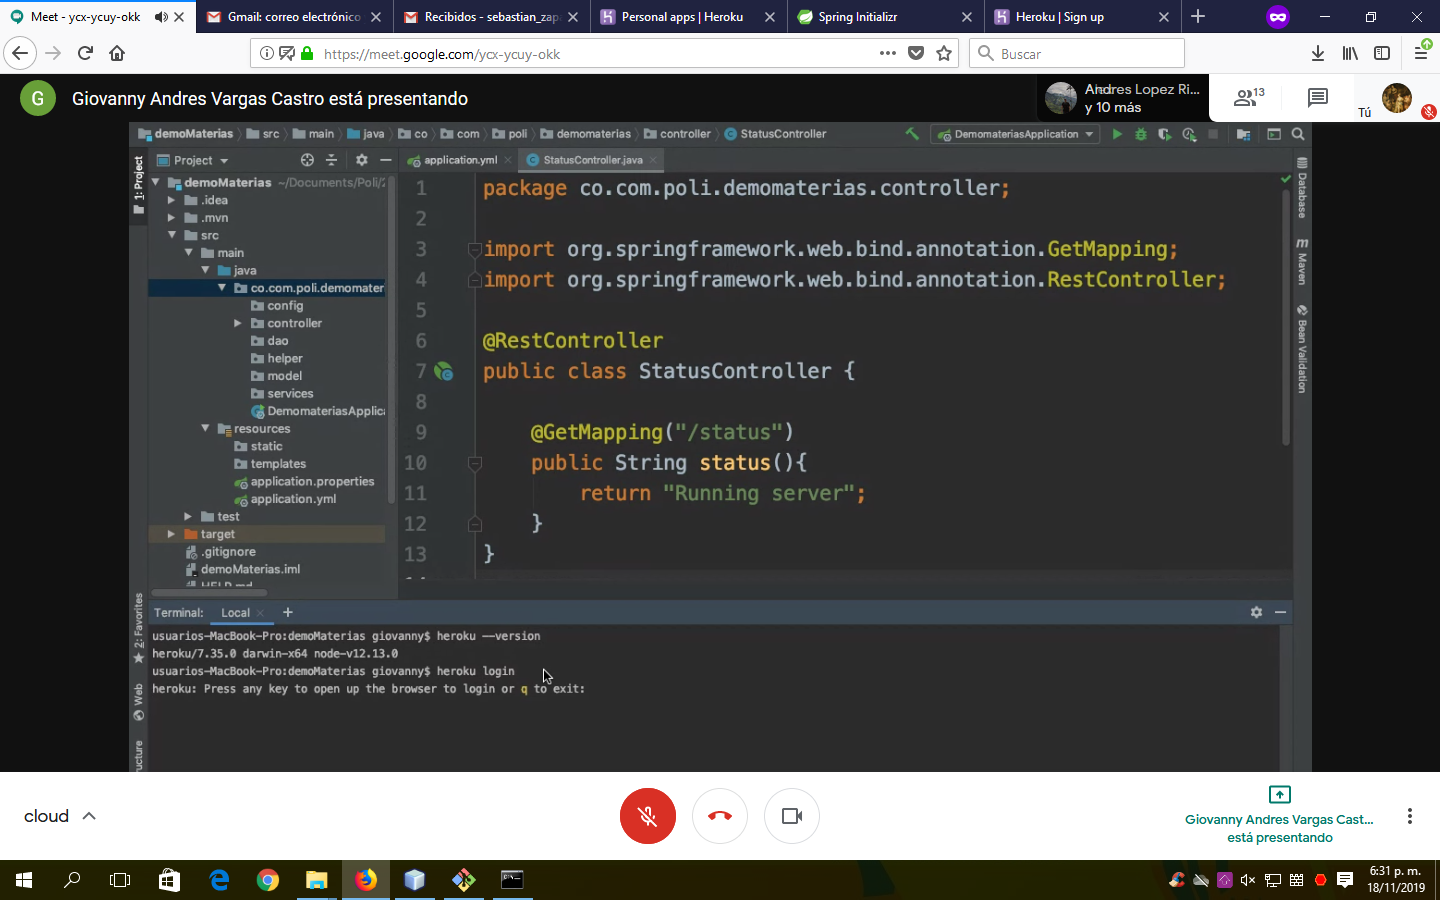 Meet - ycx-ycuy-okk
Gmail: correo electrónico
Recibidos - sebastian_zap
Personal apps | Heroku
Spring Initializr
Heroku | Sign up
https://meet.google.com/ycx-ycuy-okk
Buscar
G
Giovanny Andres Vargas Castro está presentando
Andres Lopez Ri...
y 10 más
13
Tú
demoMaterias
src
main
java
co
com
poli
demomaterias
controller
StatusController
DemomateriasApplication
1: Project
Project
application.yml
StatusController.java
demoMaterias ~/Documents/Poli/2
.idea
.mvn
src
main
java
co.com.poli.demomater
config
controller
dao
helper
model
services
DemomateriasApplica
resources
static
templates
application.properties
application.yml
test
target
.gitignore
demoMaterias.iml
HELP.md
1 package co.com.poli.demomaterias.controller;
2
3 import org.springframework.web.bind.annotation.GetMapping;
4 import org.springframework.web.bind.annotation.RestController;
5
6 @RestController
7 public class StatusController {
8
9 @GetMapping("/status")
10 public String status(){
11 return "Running server";
12 }
13 }
14
Database
Maven
Bean Validation
2: Favorites
Web
Terminal: Local
usuarios-MacBook-Pro:demoMaterias giovanny$ heroku --version
heroku/7.35.0 darwin-x64 node-v12.13.0
usuarios-MacBook-Pro:demoMaterias giovanny$ heroku login
heroku: Press any key to open up the browser to login or q to exit:
cloud
Giovanny Andres Vargas Cast...
está presentando
6:31 p. m.
18/11/2019